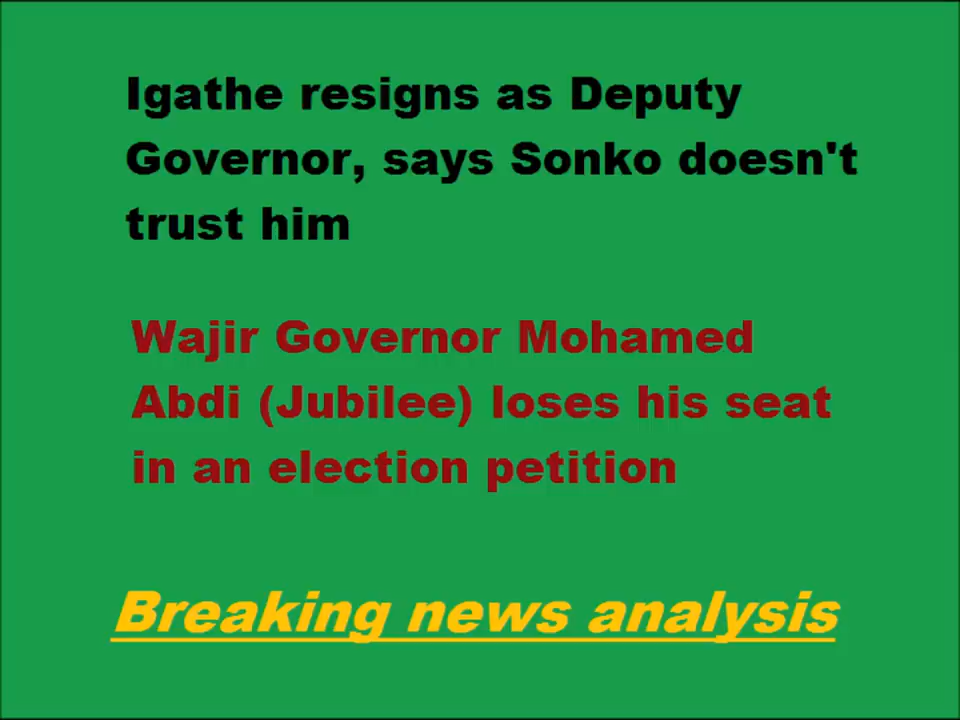 Igathe resigns as Deputy
Governor, says Sonko doesn't
trust him
Wajir Governor Mohamed
Abdi (Jubilee) loses his seat
in an election petition
Breaking news analysis